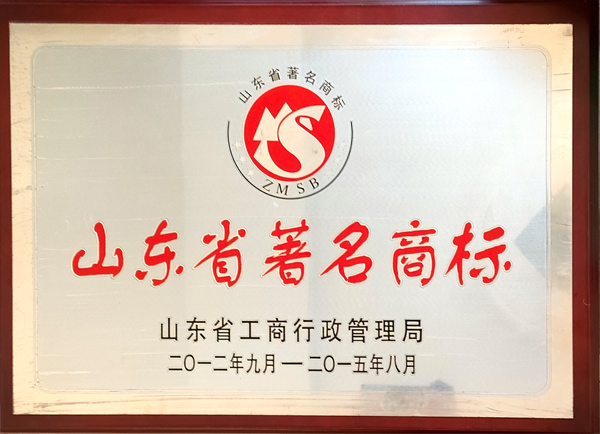 山东省著名商标
ZMSB
山东省著名商标
山东省工商行政管理局
二〇一二年九月—二〇一五年八月